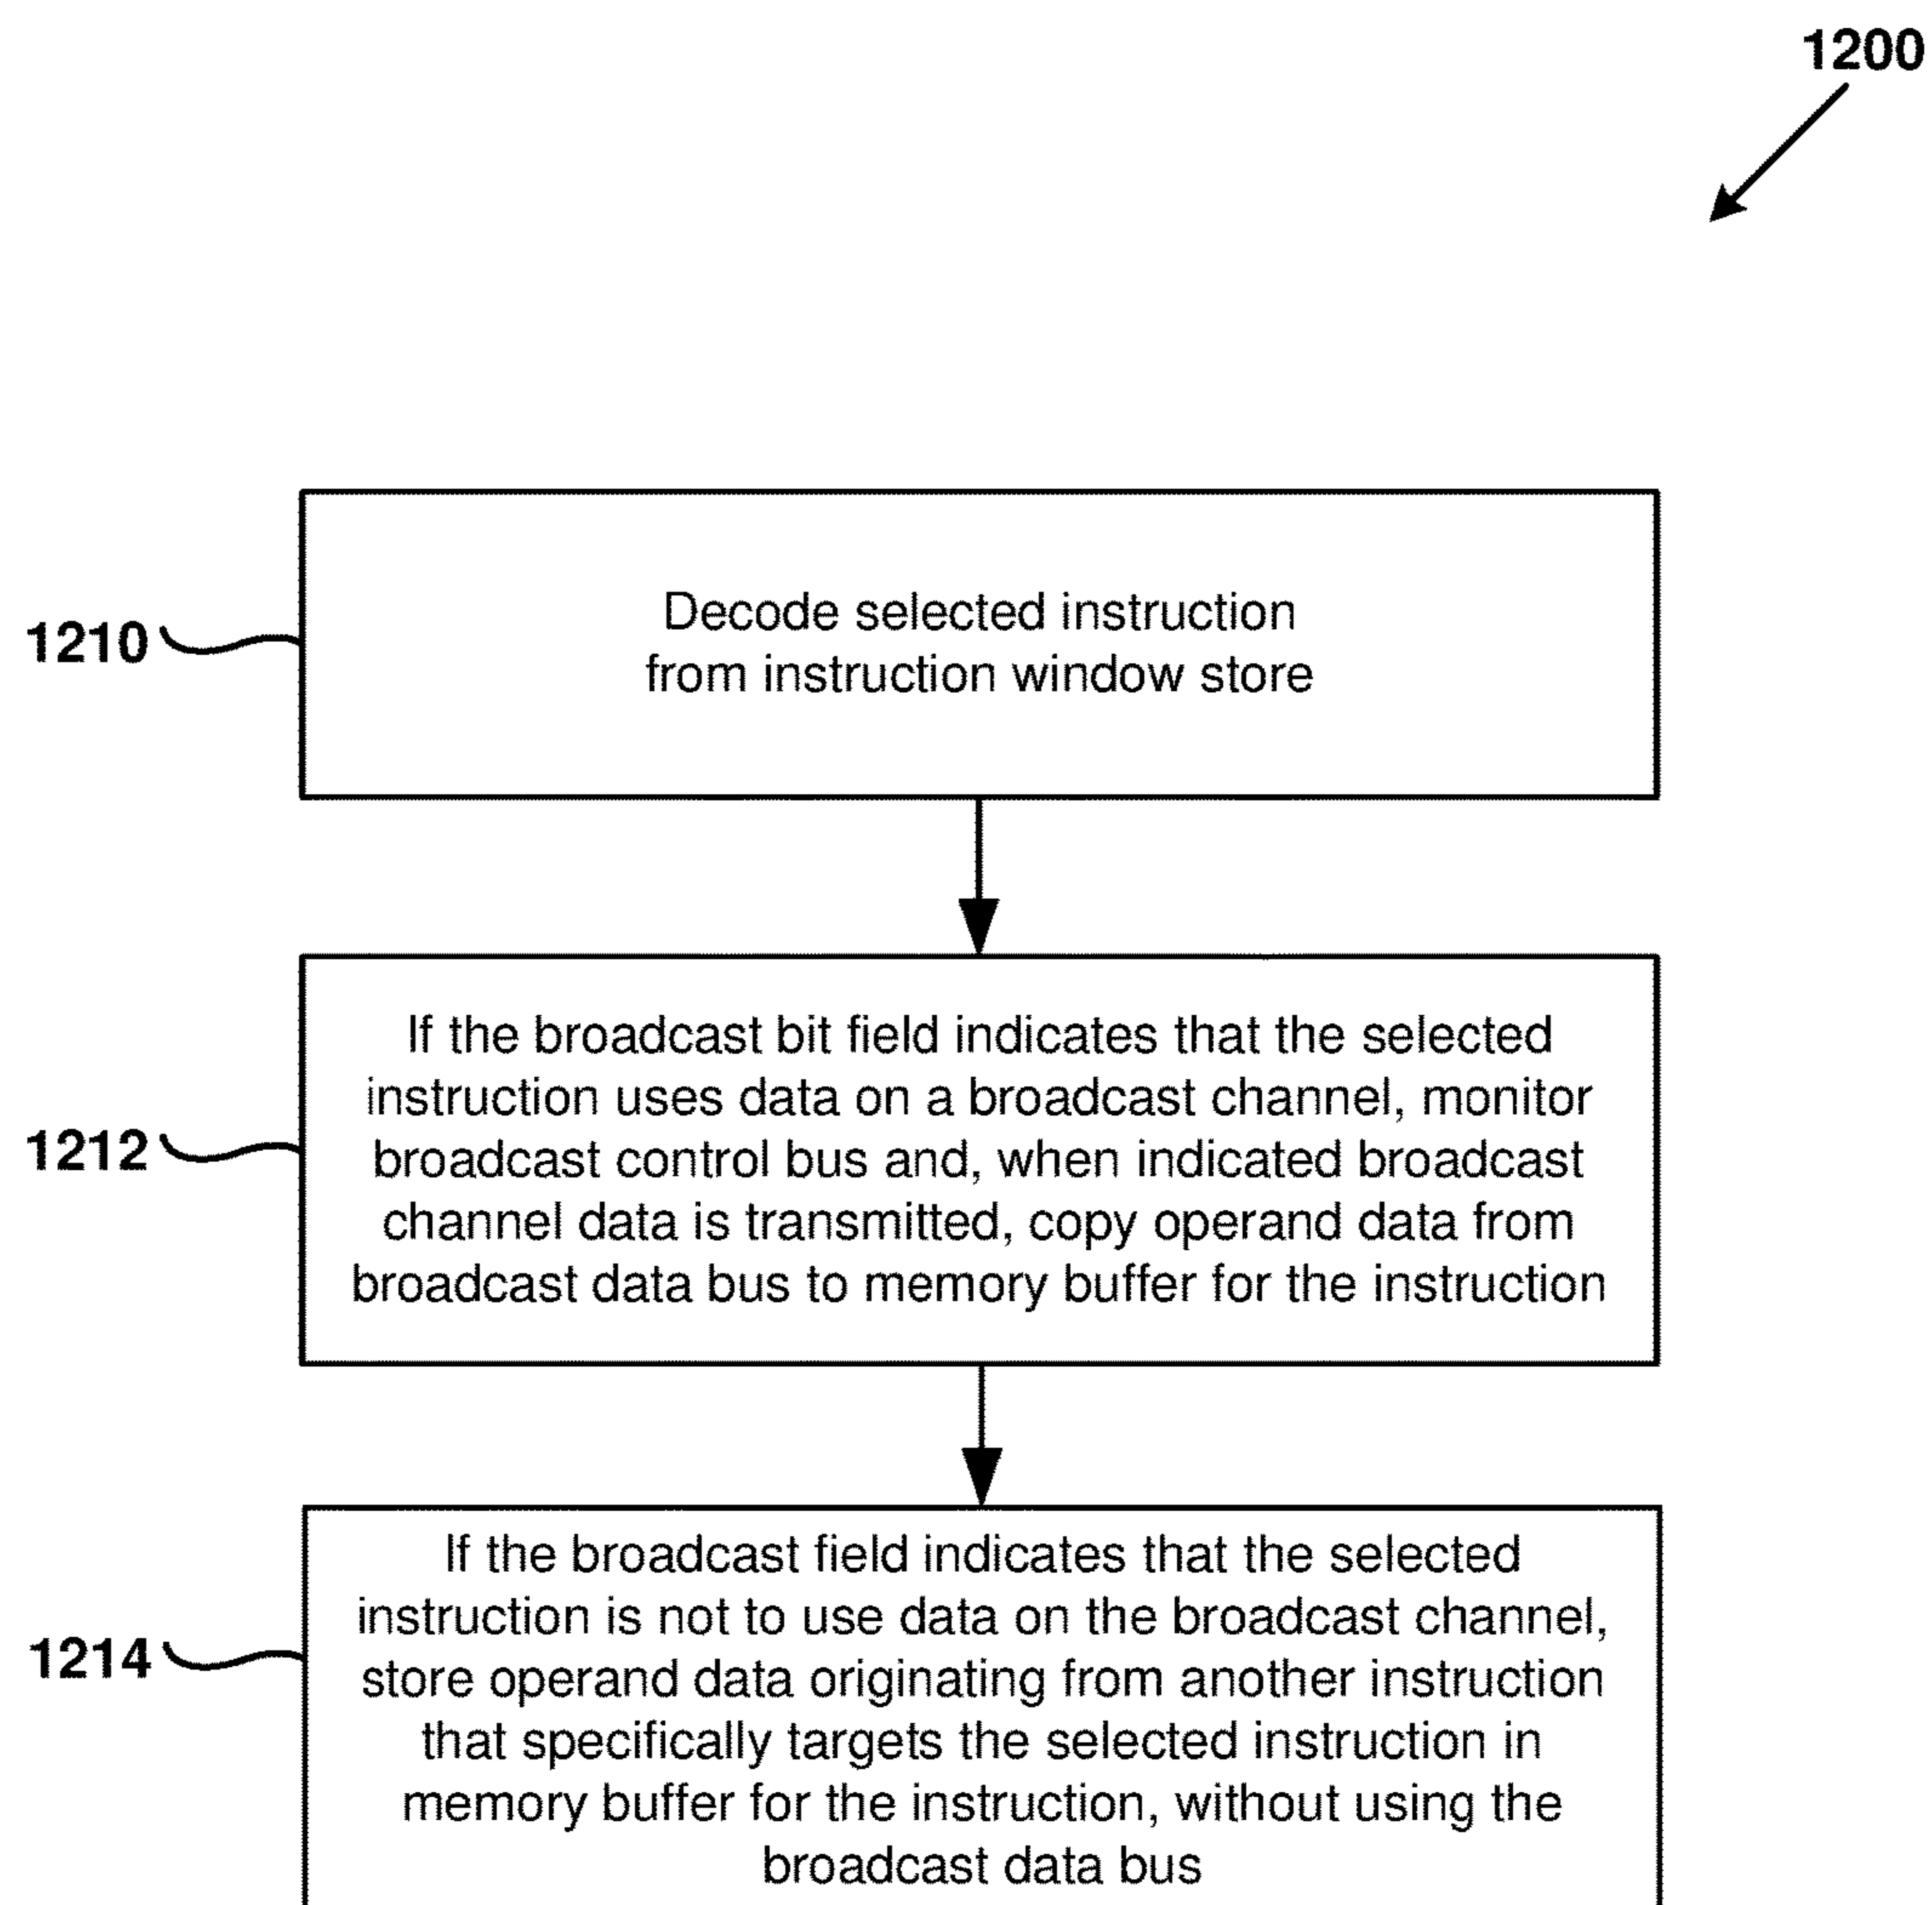 1200
1210
Decode selected instruction
from instruction window store
1212
If the broadcast bit field indicates that the selected
instruction uses data on a broadcast channel, monitor
broadcast control bus and, when indicated broadcast
channel data is transmitted, copy operand data from
broadcast data bus to memory buffer for the instruction
1214
If the broadcast field indicates that the selected
instruction is not to use data on the broadcast channel,
store operand data originating from another instruction
that specifically targets the selected instruction in
memory buffer for the instruction, without using the
broadcast data bus